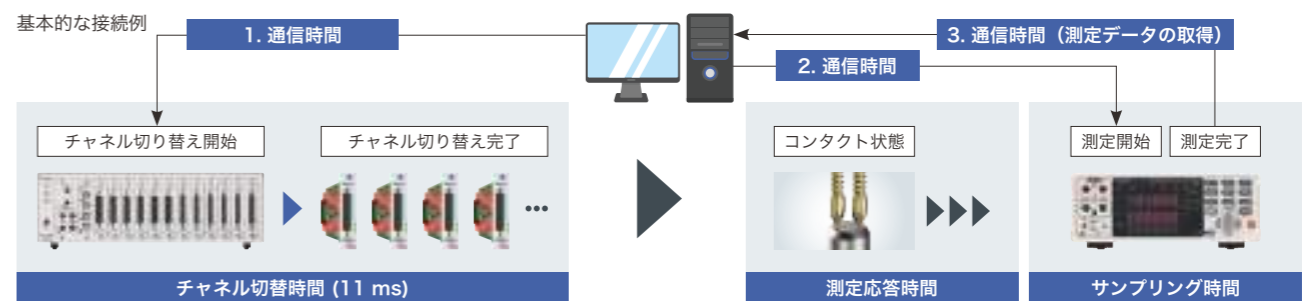 基本的な接続例
1. 通信時間
3. 通信時間（測定データの取得）
2. 通信時間
チャネル切り替え開始
チャネル切り替え完了
コンタクト状態
測定開始
測定完了
チャネル切替時間 (11 ms)
測定応答時間
サンプリング時間